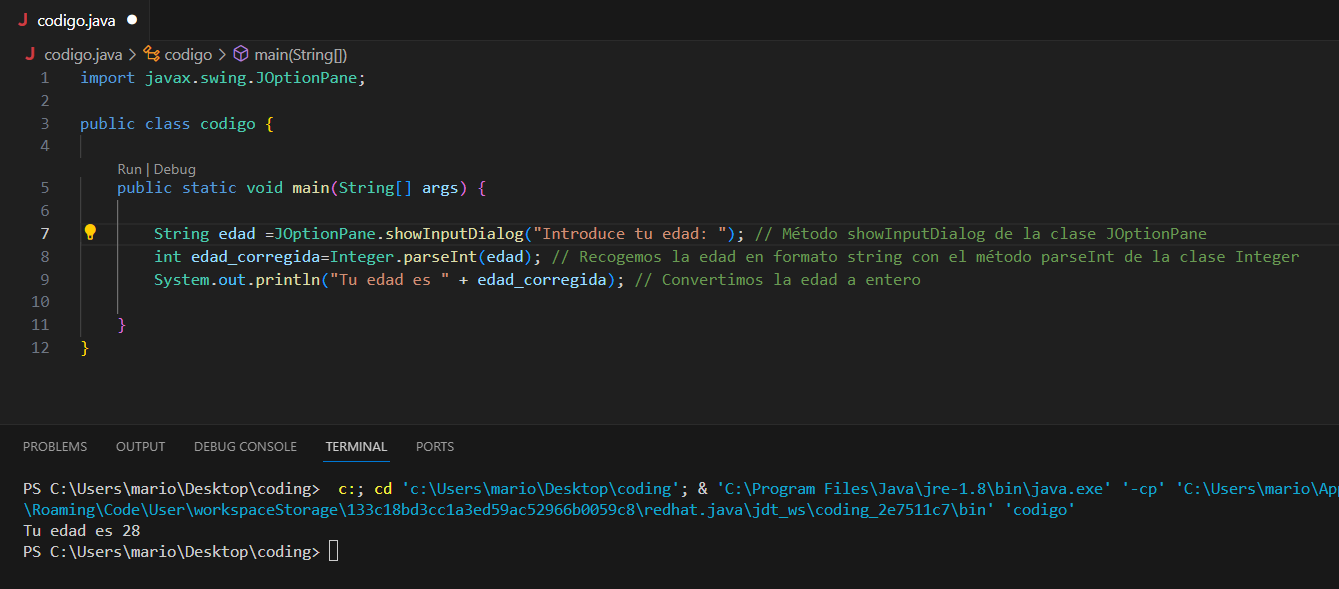 J codigo.java ●
J codigo.java > codigo > main(String[])
1 import javax.swing.JOptionPane;
2
3 public class codigo {
4
Run | Debug
5 public static void main(String[] args) {
6
7 String edad =JOptionPane.showInputDialog("Introduce tu edad: "); // Método showInputDialog de la clase JOptionPane
8 int edad_corregida=Integer.parseInt(edad); // Recogemos la edad en formato string con el método parseInt de la clase Integer
9 System.out.println("Tu edad es " + edad_corregida); // Convertimos la edad a entero
10
11 }
12 }
PROBLEMS OUTPUT DEBUG CONSOLE TERMINAL PORTS
PS C:\Users\mario\Desktop\coding>  c:; cd 'c:\Users\mario\Desktop\coding'; & 'C:\Program Files\Java\jre-1.8\bin\java.exe' '-cp' 'C:\Users\mario\App
\Roaming\Code\User\workspaceStorage\133c18bd3cc1a3ed59ac52966b0059c8\redhat.java\jdt_ws\coding_2e7511c7\bin' 'codigo'
Tu edad es 28
PS C:\Users\mario\Desktop\coding>